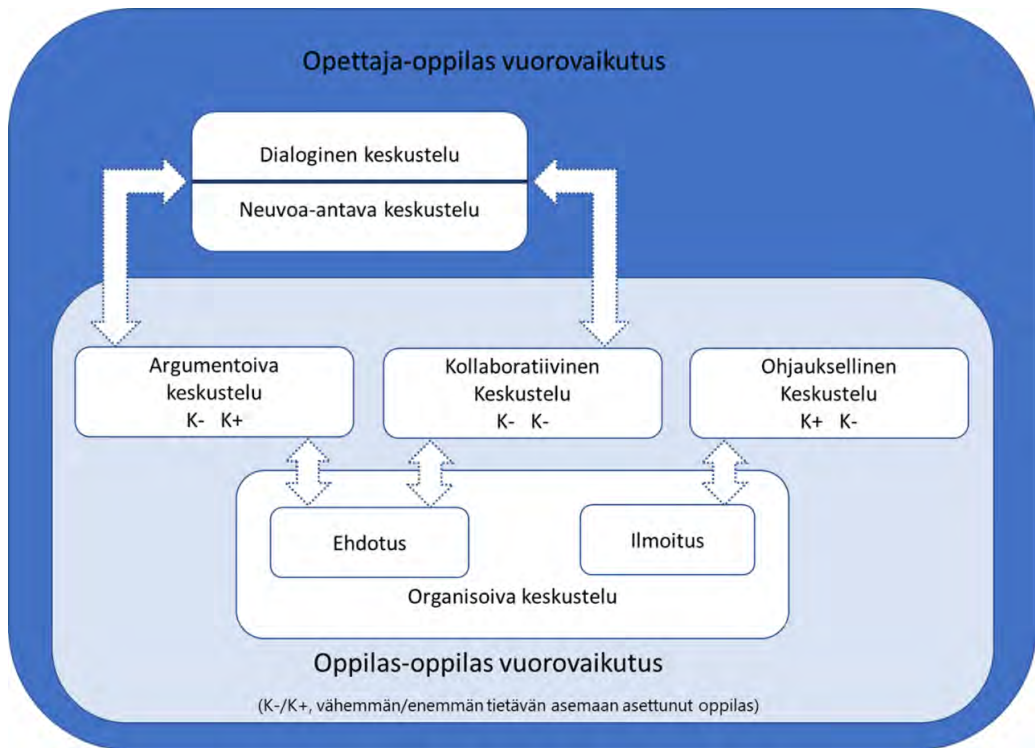 Opettaja-oppilas vuorovaikutus
Dialoginen keskustelu
Neuvoa-antava keskustelu
Argumentoiva
keskustelu
K- K+
Kollaboratiivinen
Keskustelu
K- K-
Ohjauksellinen
Keskustelu
K+ K-
Ehdotus
Ilmoitus
Organisoiva keskustelu
Oppilas-oppilas vuorovaikutus
(K-/K+, vähemmän/enemmän tietävän asemaan asettunut oppilas)